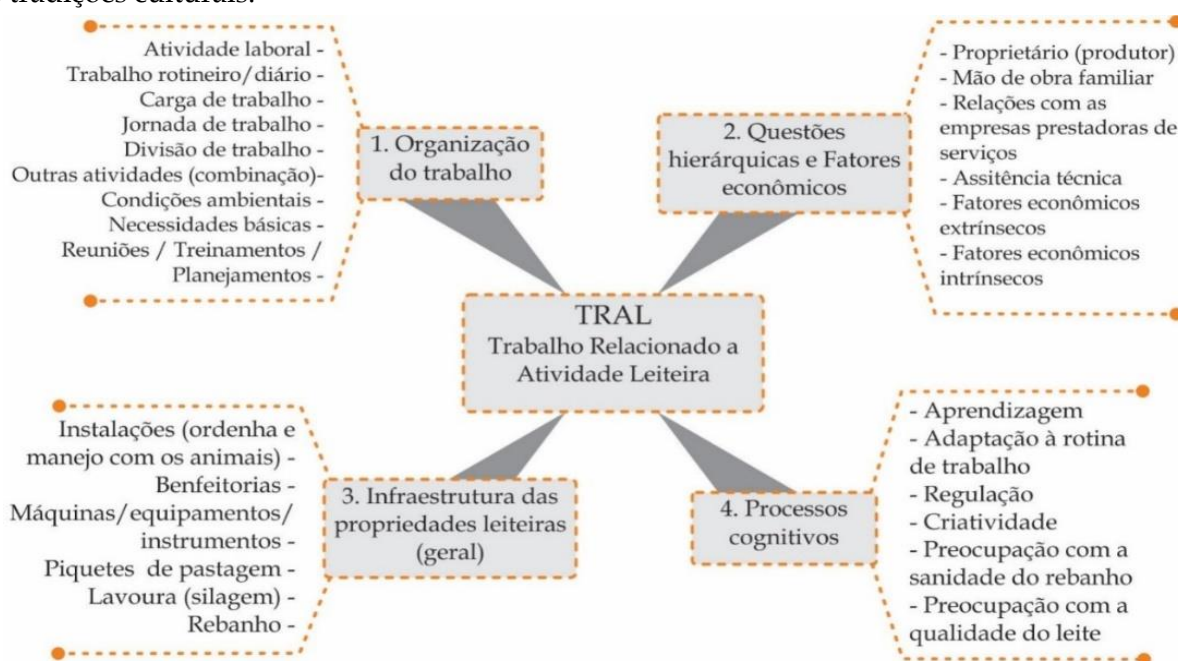 tradições culturais.
Atividade laboral -
Trabalho rotineiro/diário -
Carga de trabalho -
Jornada de trabalho -
Divisão de trabalho -
Outras atividades (combinação)-
Condições ambientais -
Necessidades básicas -
Reuniões / Treinamentos /
Planejamentos -
1. Organização
do trabalho
2. Questões
hierárquicas e Fatores
econômicos
- Proprietário (produtor)
- Mão de obra familiar
- Relações com as
empresas prestadoras de
serviços
- Assitência técnica
- Fatores econômicos
extrínsecos
- Fatores econômicos
intrínsecos
TRAL
Trabalho Relacionado a
Atividade Leiteira
Instalações (ordenha e
manejo com os animais) -
Benfeitorias -
Máquinas/equipamentos/
instrumentos -
Piquetes de pastagem -
Lavoura (silagem) -
Rebanho -
3. Infraestrutura das
propriedades leiteiras
(geral)
4. Processos
cognitivos
- Aprendizagem
- Adaptação à rotina
de trabalho
- Regulação
- Criatividade
- Preocupação com a
sanidade do rebanho
- Preocupação com a
qualidade do leite